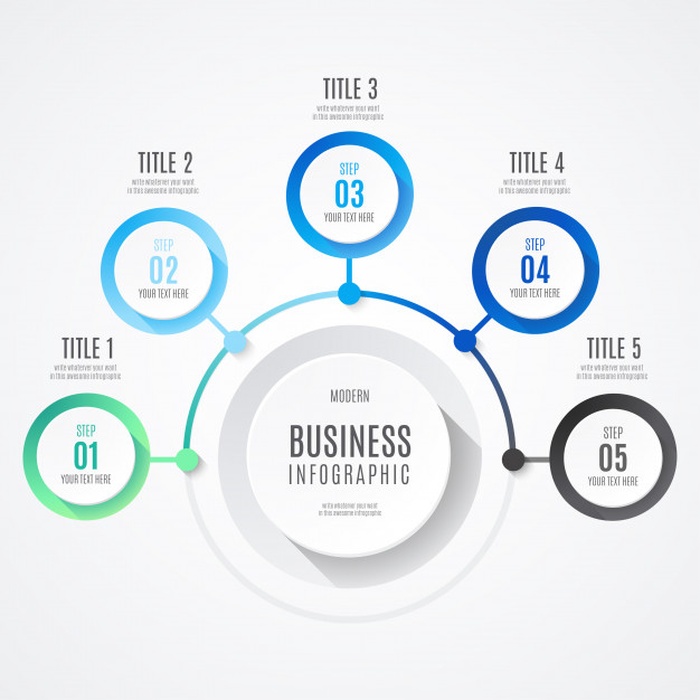 TITLE 3
write whatever your want
in this awesome infographic
STEP
03
YOUR TEXT HERE
TITLE 2
write whatever your want
in this awesome infographic
STEP
02
YOUR TEXT HERE
TITLE 4
write whatever your want
in this awesome infographic
STEP
04
YOUR TEXT HERE
TITLE 1
write whatever your want
in this awesome infographic
STEP
01
YOUR TEXT HERE
TITLE 5
write whatever your want
in this awesome infographic
STEP
05
YOUR TEXT HERE
MODERN
BUSINESS
INFOGRAPHIC
write whatever your want
in this awesome infographic